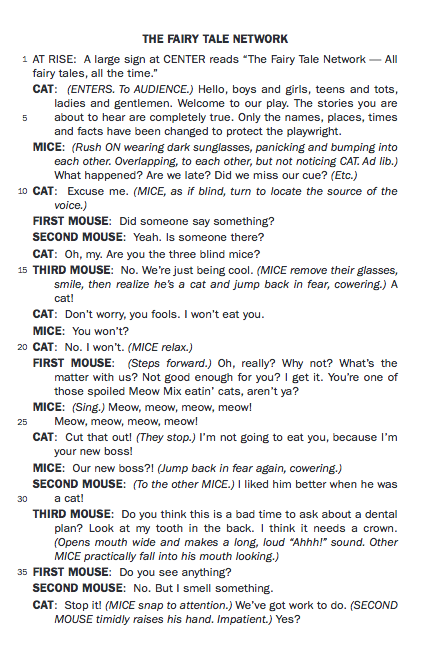 THE FAIRY TALE NETWORK
1 AT RISE: A large sign at CENTER reads “The Fairy Tale Network — All
fairy tales, all the time.”
CAT: (ENTERS. To AUDIENCE.) Hello, boys and girls, teens and tots,
ladies and gentlemen. Welcome to our play. The stories you are
5 about to hear are completely true. Only the names, places, times
and facts have been changed to protect the playwright.
MICE: (Rush ON wearing dark sunglasses, panicking and bumping into
each other. Overlapping, to each other, but not noticing CAT. Ad lib.)
What happened? Are we late? Did we miss our cue? (Etc.)
10 CAT: Excuse me. (MICE, as if blind, turn to locate the source of the
voice.)
FIRST MOUSE: Did someone say something?
SECOND MOUSE: Yeah. Is someone there?
CAT: Oh, my. Are you the three blind mice?
15 THIRD MOUSE: No. We’re just being cool. (MICE remove their glasses,
smile, then realize he’s a cat and jump back in fear, cowering.) A
cat!
CAT: Don’t worry, you fools. I won’t eat you.
MICE: You won’t?
20 CAT: No. I won’t. (MICE relax.)
FIRST MOUSE: (Steps forward.) Oh, really? Why not? What’s the
matter with us? Not good enough for you? I get it. You’re one of
those spoiled Meow Mix eatin’ cats, aren’t ya?
MICE: (Sing.) Meow, meow, meow, meow!
25 Meow, meow, meow, meow!
CAT: Cut that out! (They stop.) I’m not going to eat you, because I’m
your new boss!
MICE: Our new boss?! (Jump back in fear again, cowering.)
SECOND MOUSE: (To the other MICE.) I liked him better when he was
30 a cat!
THIRD MOUSE: Do you think this is a bad time to ask about a dental
plan? Look at my tooth in the back. I think it needs a crown.
(Opens mouth wide and makes a long, loud “Ahhh!” sound. Other
MICE practically fall into his mouth looking.)
35 FIRST MOUSE: Do you see anything?
SECOND MOUSE: No. But I smell something.
CAT: Stop it! (MICE snap to attention.) We’ve got work to do. (SECOND
MOUSE timidly raises his hand. Impatient.) Yes?